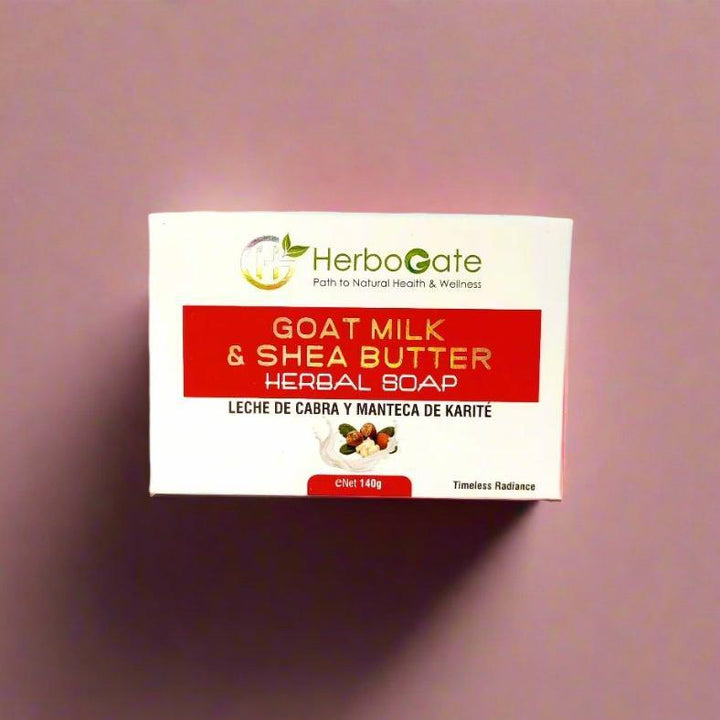 HerboGate
Path to Natural Health & Wellness
GOAT MILK
& SHEA BUTTER
HERBAL SOAP
LECHE DE CABRA Y MANTECA DE KARITÉ
eNet 140g
Timeless Radiance